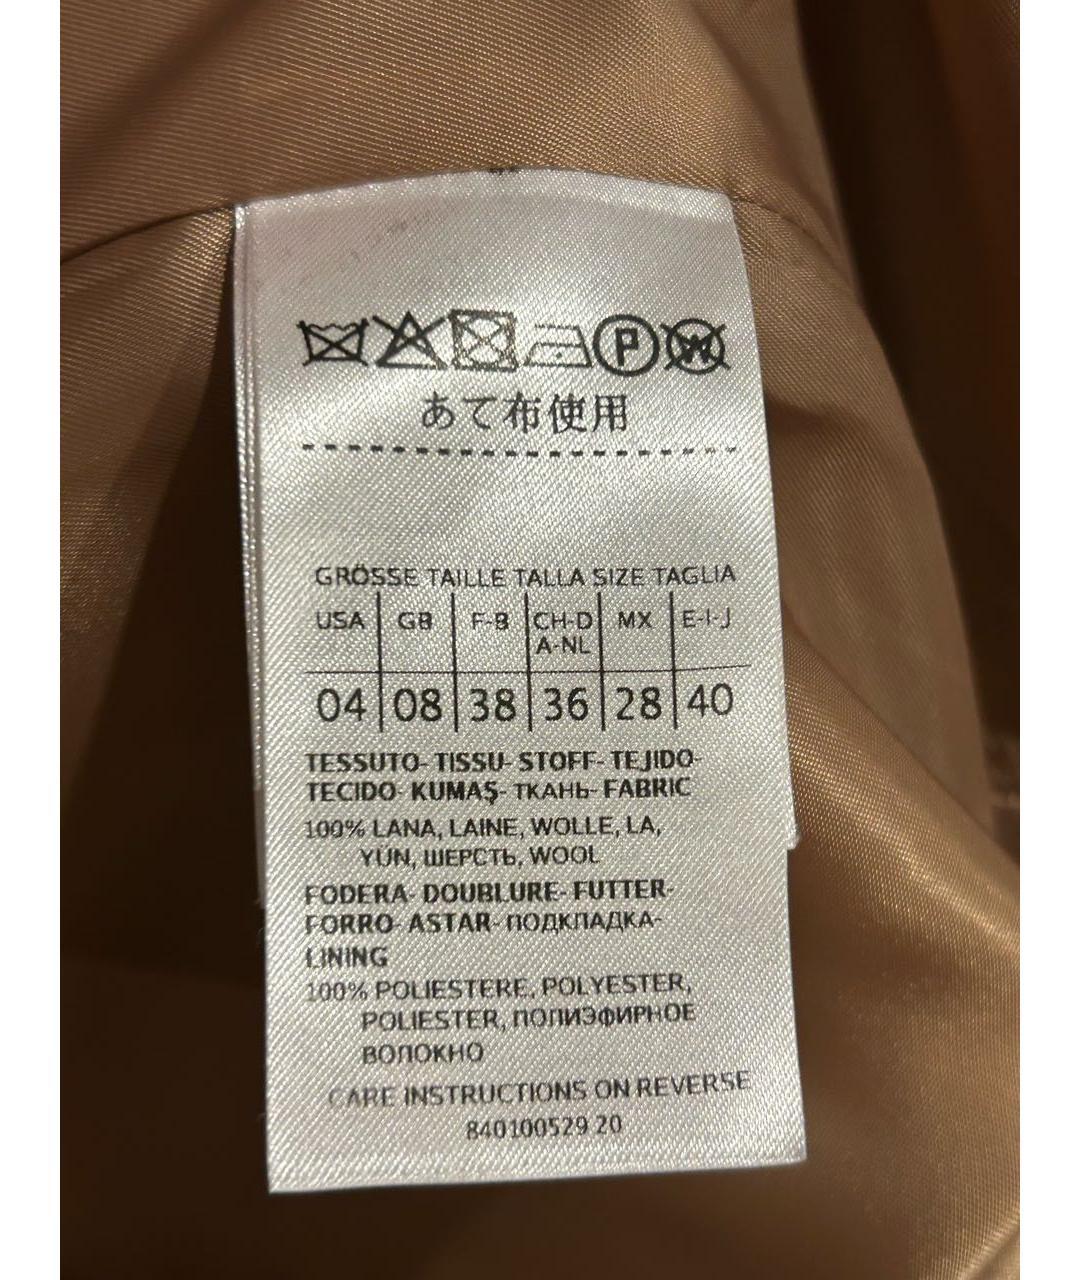 P W
あて布使用
GRÖSSE TAILLE TALLA SIZE TAGLIA
USA GB F-B CH-D A-NL MX E-I-J
04 08 38 36 28 40
TESSUTO- TISSU- STOFF- TEJIDO-
TECIDO- KUMAŞ- ТКАНЬ- FABRIC
100% LANA, LAINE, WOLLE, LA,
YÜN, ШЕРСТЬ, WOOL
FODERA- DOUBLURE- FUTTER-
FORRO- ASTAR- ПОДКЛАДКА-
LINING
100% POLIESTERE, POLYESTER,
POLIESTER, ПОЛИЭФИРНОЕ
ВОЛОКНО
CARE INSTRUCTIONS ON REVERSE
840100529 20